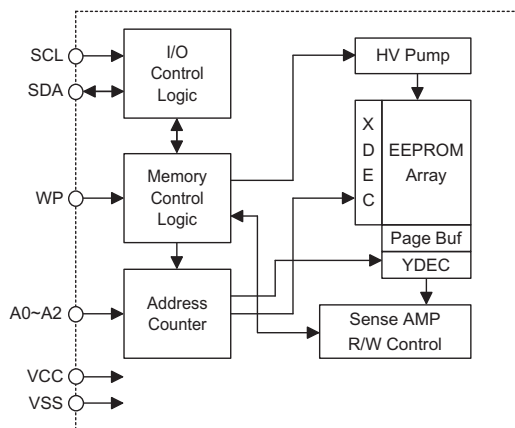 SCL
SDA
I/O
Control
Logic
HV Pump
X
D
E
C
EEPROM
Array
WP
Memory
Control
Logic
Page Buf
YDEC
A0~A2
Address
Counter
Sense AMP
R/W Control
VCC
VSS